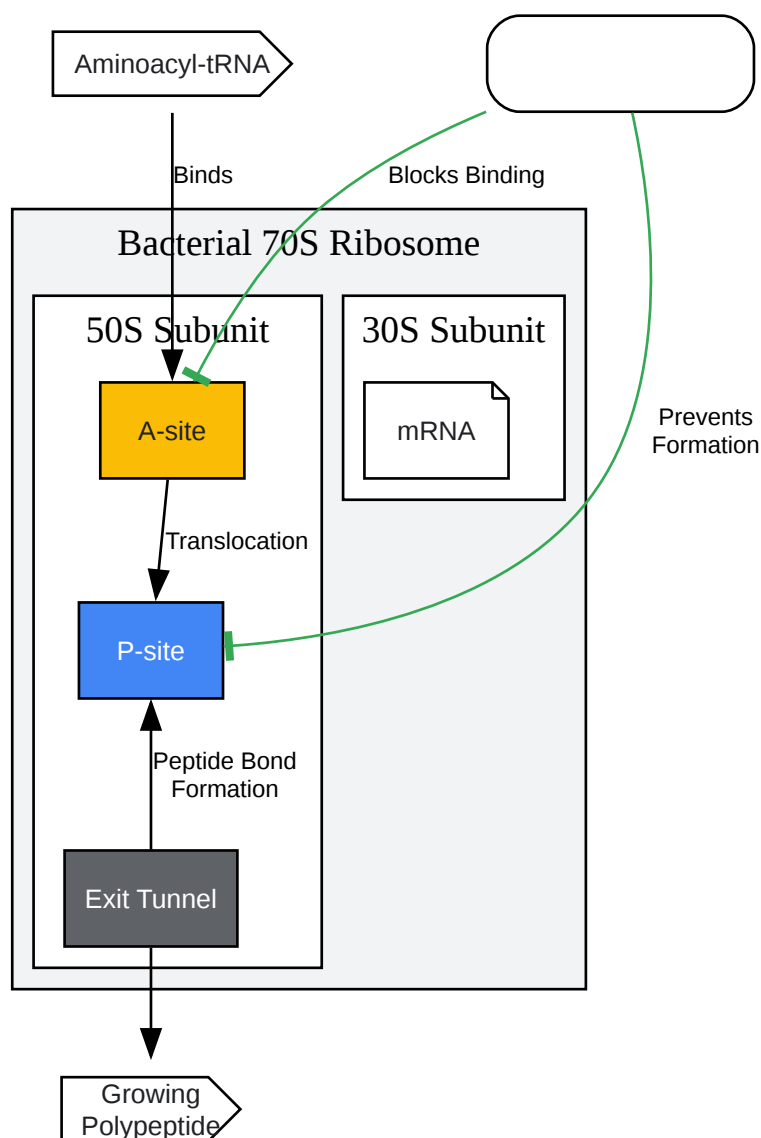 Aminoacyl-tRNA
Binds
Blocks Binding
Bacterial 70S Ribosome
50S Subunit
30S Subunit
A-site
mRNA
Prevents
Formation
Translocation
P-site
Peptide Bond
Formation
Exit Tunnel
Growing
Polypeptide